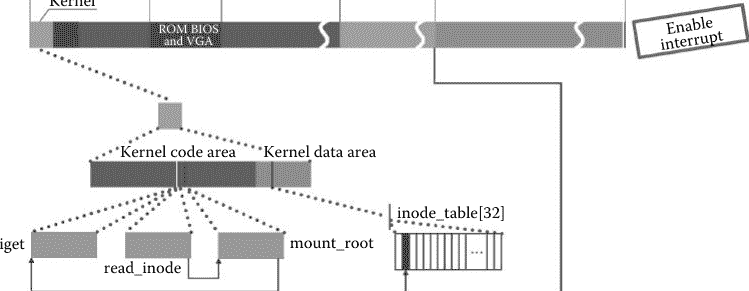 Kernel
ROM BIOS
and VGA
Enable
interrupt
Kernel code area
Kernel data area
inode_table[32]
iget
read_inode
mount_root
...